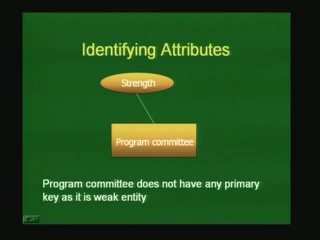 Identifying Attributes
Strength
Program committee
Program committee does not have any primary
key as it is weak entity